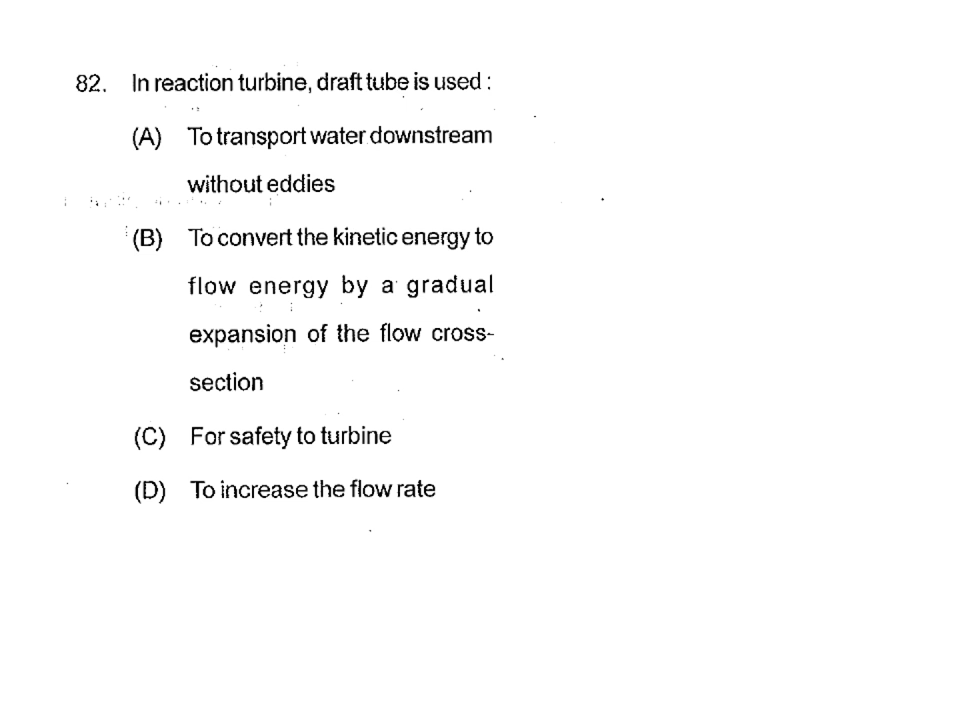 82. In reaction turbine, draft tube is used :
(A) To transport water downstream
without eddies
(B) To convert the kinetic energy to
flow energy by a gradual
expansion of the flow cross-
section
(C) For safety to turbine
(D) To increase the flow rate